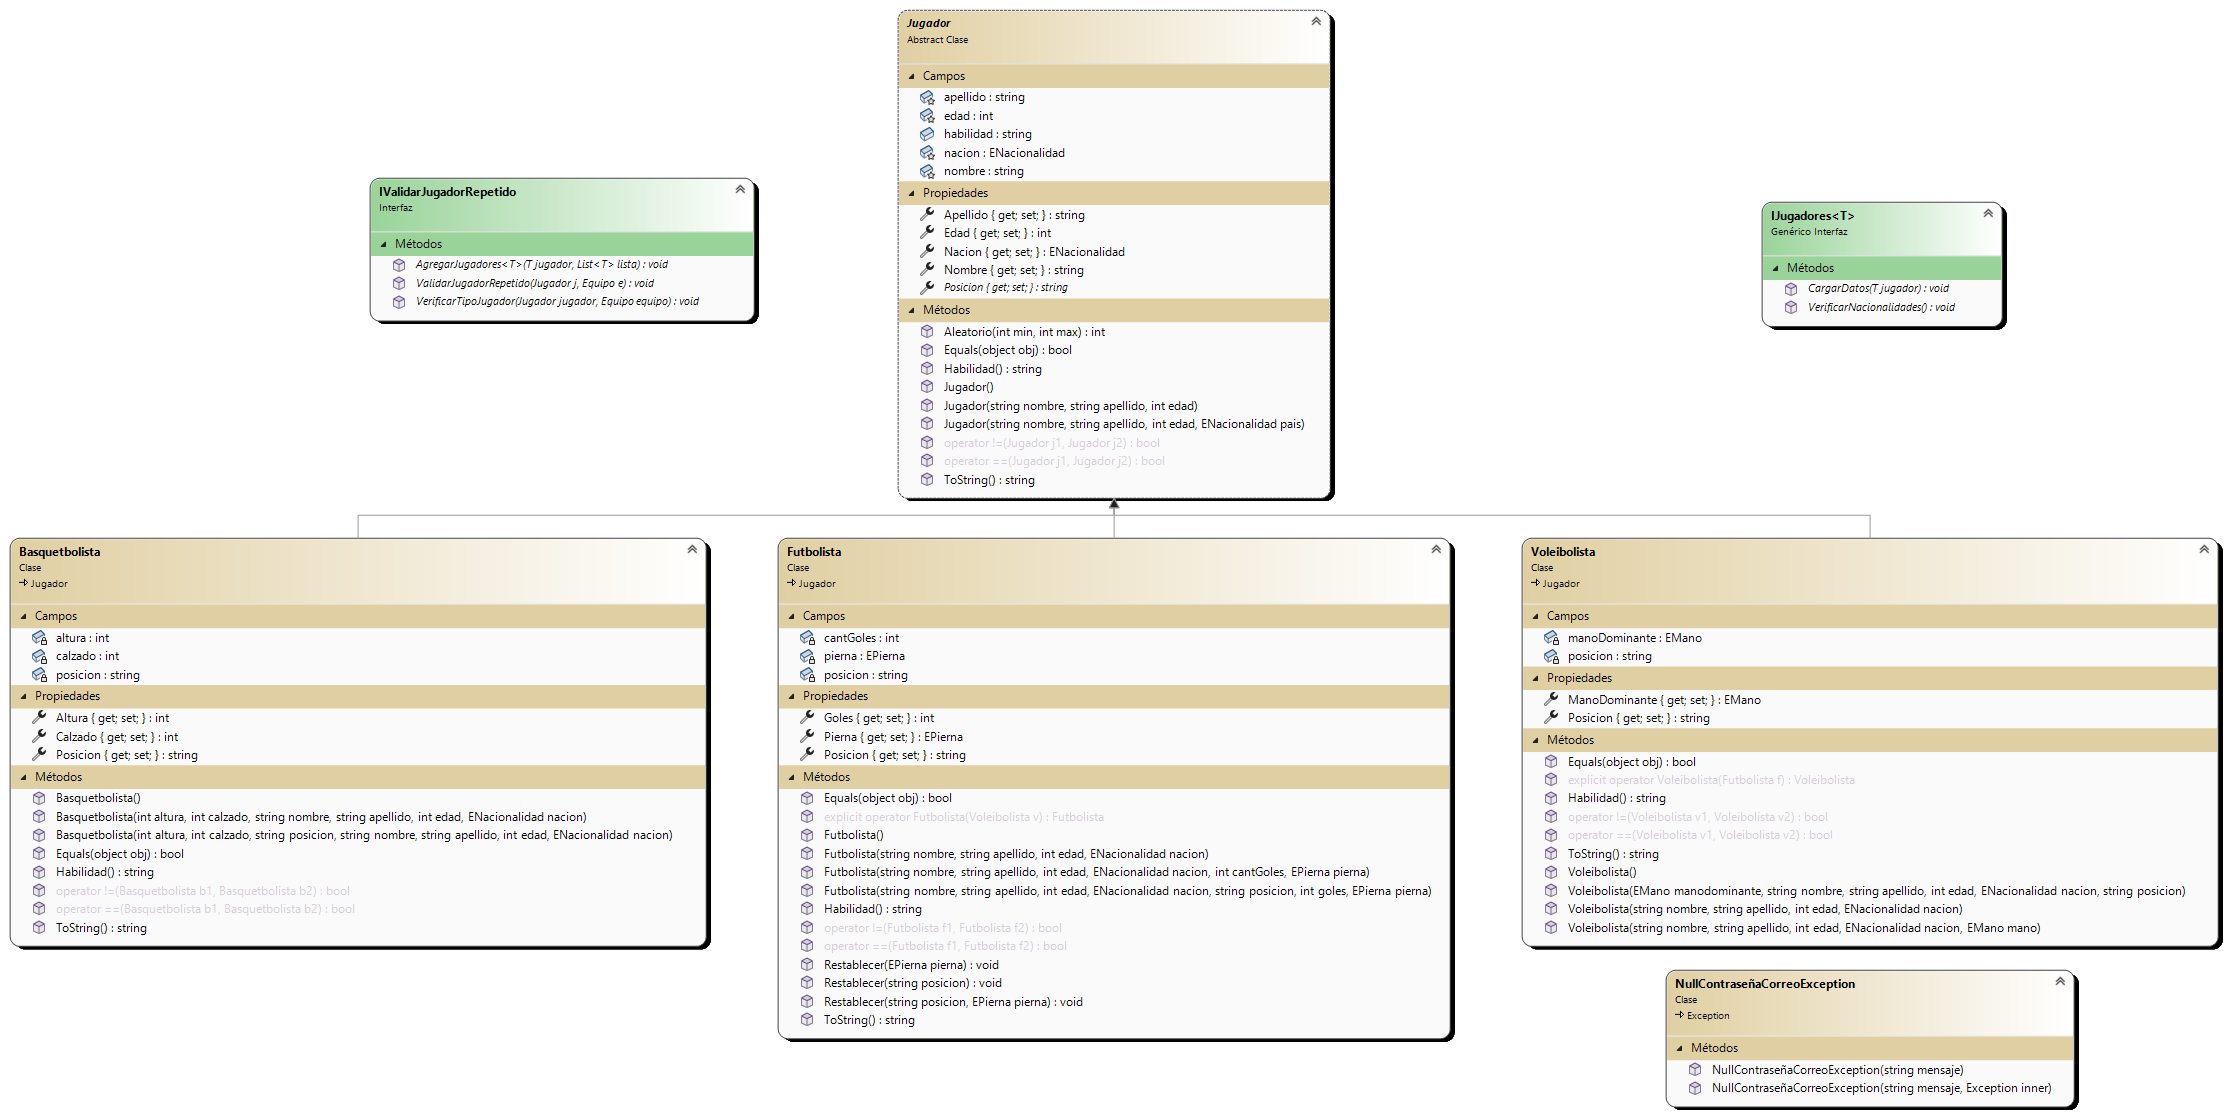 Jugador
Abstract Clase
Campos
apellido : string
edad : int
habilidad : string
nacion : ENacionalidad
nombre : string
Propiedades
Apellido { get; set; } : string
Edad { get; set; } : int
Nacion { get; set; } : ENacionalidad
Nombre { get; set; } : string
Posicion { get; set; } : string
Métodos
Aleatorio(int min, int max) : int
Equals(object obj) : bool
Habilidad() : string
Jugador()
Jugador(string nombre, string apellido, int edad)
Jugador(string nombre, string apellido, int edad, ENacionalidad pais)
operator !=(Jugador j1, Jugador j2) : bool
operator ==(Jugador j1, Jugador j2) : bool
ToString() : string
IValidarJugadorRepetido
Interfaz
Métodos
AgregarJugadores<T>(T jugador, List<T> lista) : void
ValidarJugadorRepetido(Jugador j, Equipo e) : void
VerificarTipoJugador(Jugador jugador, Equipo equipo) : void
IJugadores<T>
Genérico Interfaz
Métodos
CargarDatos(T jugador) : void
VerificarNacionalidades() : void
Basquetbolista
Clase
Jugador
Campos
altura : int
calzado : int
posicion : string
Propiedades
Altura { get; set; } : int
Calzado { get; set; } : int
Posicion { get; set; } : string
Métodos
Basquetbolista()
Basquetbolista(int altura, int calzado, string nombre, string apellido, int edad, ENacionalidad nacion)
Basquetbolista(int altura, int calzado, string posicion, string nombre, string apellido, int edad, ENacionalidad nacion)
Equals(object obj) : bool
Habilidad() : string
operator !=(Basquetbolista b1, Basquetbolista b2) : bool
operator ==(Basquetbolista b1, Basquetbolista b2) : bool
ToString() : string
Futbolista
Clase
Jugador
Campos
cantGoles : int
pierna : EPierna
posicion : string
Propiedades
Goles { get; set; } : int
Pierna { get; set; } : EPierna
Posicion { get; set; } : string
Métodos
Equals(object obj) : bool
explicit operator Futbolista(Voleibolista v) : Futbolista
Futbolista()
Futbolista(string nombre, string apellido, int edad, ENacionalidad nacion)
Futbolista(string nombre, string apellido, int edad, ENacionalidad nacion, int cantGoles, EPierna pierna)
Futbolista(string nombre, string apellido, int edad, ENacionalidad nacion, string posicion, int goles, EPierna pierna)
Habilidad() : string
operator !=(Futbolista f1, Futbolista f2) : bool
operator ==(Futbolista f1, Futbolista f2) : bool
Restablecer(EPierna pierna) : void
Restablecer(string posicion) : void
Restablecer(string posicion, EPierna pierna) : void
ToString() : string
Voleibolista
Clase
Jugador
Campos
manoDominante : EMano
posicion : string
Propiedades
ManoDominante { get; set; } : EMano
Posicion { get; set; } : string
Métodos
Equals(object obj) : bool
explicit operator Voleibolista(Futbolista f) : Voleibolista
Habilidad() : string
operator !=(Voleibolista v1, Voleibolista v2) : bool
operator ==(Voleibolista v1, Voleibolista v2) : bool
ToString() : string
Voleibolista()
Voleibolista(EMano manodominante, string nombre, string apellido, int edad, ENacionalidad nacion, string posicion)
Voleibolista(string nombre, string apellido, int edad, ENacionalidad nacion)
Voleibolista(string nombre, string apellido, int edad, ENacionalidad nacion, EMano mano)
NullContraseñaCorreoException
Clase
Exception
Métodos
NullContraseñaCorreoException(string mensaje)
NullContraseñaCorreoException(string mensaje, Exception inner)